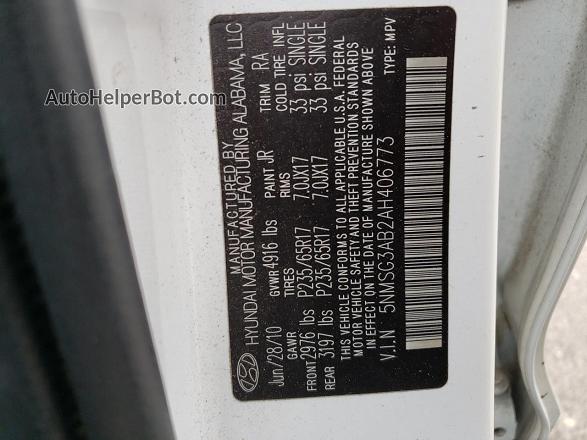 AutoHelperBot.com
MANUFACTURED BY
HYUNDAI MOTOR MANUFACTURING ALABAMA, LLC
Jun/28/10 GVWR 4916 lbs PAINT JR TRIM RA
GAWR TIRES RIMS COLD TIRE INFL
FRONT 2976 lbs P235/65R17 7.0JX17 33 psi SINGLE
REAR 3197 lbs P235/65R17 7.0JX17 33 psi SINGLE
THIS VEHICLE CONFORMS TO ALL APPLICABLE U.S.A. FEDERAL
MOTOR VEHICLE SAFETY AND THEFT PREVENTION STANDARDS
IN EFFECT ON THE DATE OF MANUFACTURE SHOWN ABOVE
V.I.N 5NMSG3AB2AH406773 TYPE: MPV